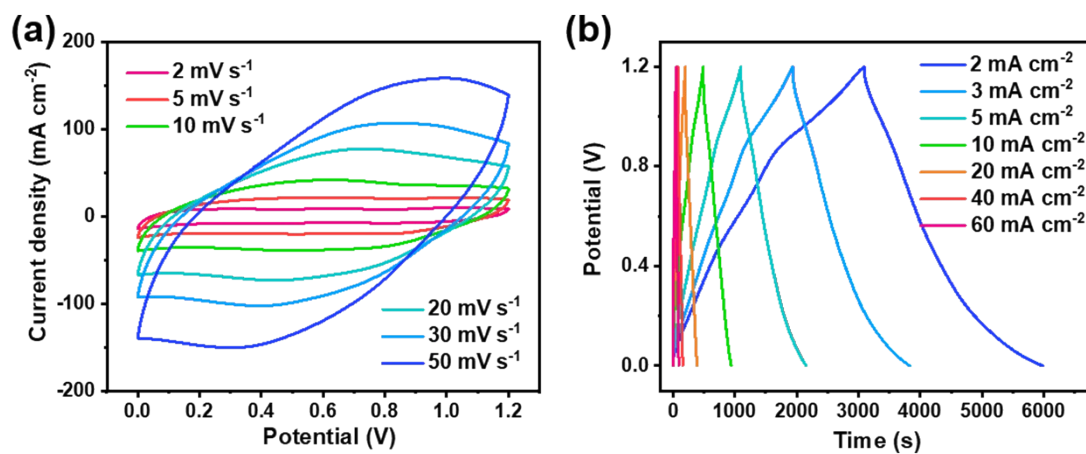 (a)
200
100
0
-100
-200
Current density (mA cm⁻²)
2 mV s⁻¹
5 mV s⁻¹
10 mV s⁻¹
20 mV s⁻¹
30 mV s⁻¹
50 mV s⁻¹
0.0 0.2 0.4 0.6 0.8 1.0 1.2
Potential (V)
(b)
1.2
0.8
0.4
0.0
Potential (V)
2 mA cm⁻²
3 mA cm⁻²
5 mA cm⁻²
10 mA cm⁻²
20 mA cm⁻²
40 mA cm⁻²
60 mA cm⁻²
0 1000 2000 3000 4000 5000 6000
Time (s)